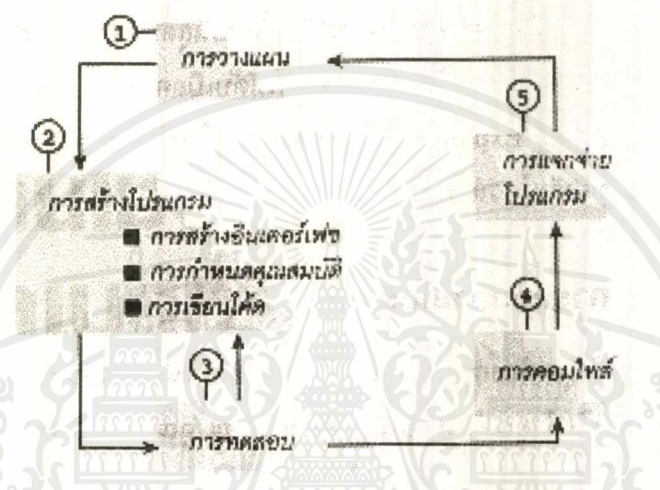 1
การวางแผน
2
การสร้างโปรแกรม
■ การสร้างอินเตอร์เฟซ
■ การกำหนดคุณสมบัติ
■ การเขียนโค้ด
3
การทดสอบ
4
การคอมไพล์
5
การแจกจ่าย
โปรแกรม